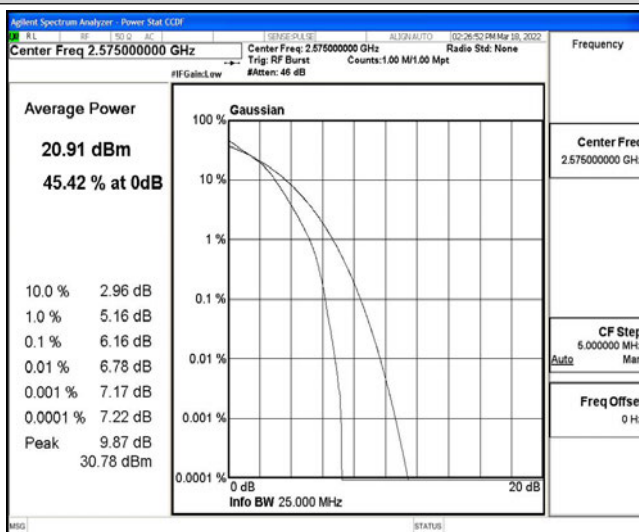 Agilent Spectrum Analyzer - Power Stat CCDF
RL RF 50 Ω AC SENSE:PULSE ALIGN AUTO 02:26:52 PM Mar 18, 2022
Center Freq 2.575000000 GHz
Center Freq: 2.575000000 GHz Radio Std: None
Trig: RF Burst Counts:1.00 M/1.00 Mpt
#IFGain:Low #Atten: 46 dB
Frequency
Average Power
20.91 dBm
45.42 % at 0dB
10.0 % 2.96 dB
1.0 % 5.16 dB
0.1 % 6.16 dB
0.01 % 6.78 dB
0.001 % 7.17 dB
0.0001 % 7.22 dB
Peak 9.87 dB
30.78 dBm
Gaussian
100 %
10 %
1 %
0.1 %
0.01 %
0.001 %
0.0001 %
0 dB 20 dB
Info BW 25.000 MHz
Center Freq
2.575000000 GHz
CF Step
5.000000 MHz
Auto Man
Freq Offse
0 Hz
MSG STATUS